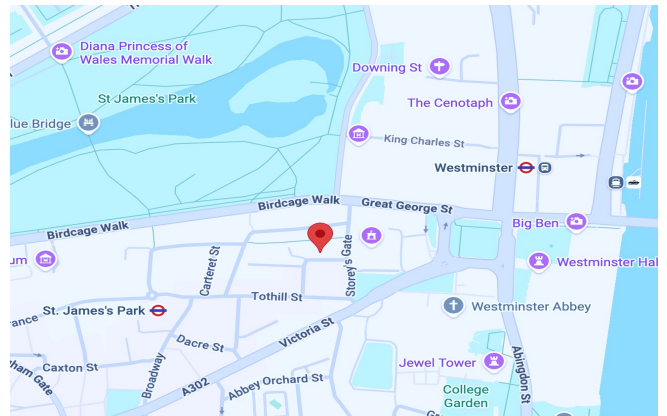 Diana Princess of
Wales Memorial Walk
Downing St
St James's Park
The Cenotaph
lue Bridge
King Charles St
Westminster
Birdcage Walk
Great George St
Birdcage Walk
Big Ben
um
Carteret St
Storey's Gate
Westminster Hal
Tothill St
St. James's Park
Westminster Abbey
rance
Victoria St
Dacre St
Jewel Tower
Caxton St
Broadway
Abingdon St
ham Gate
A302
Abbey Orchard St
College
Garden
Gr